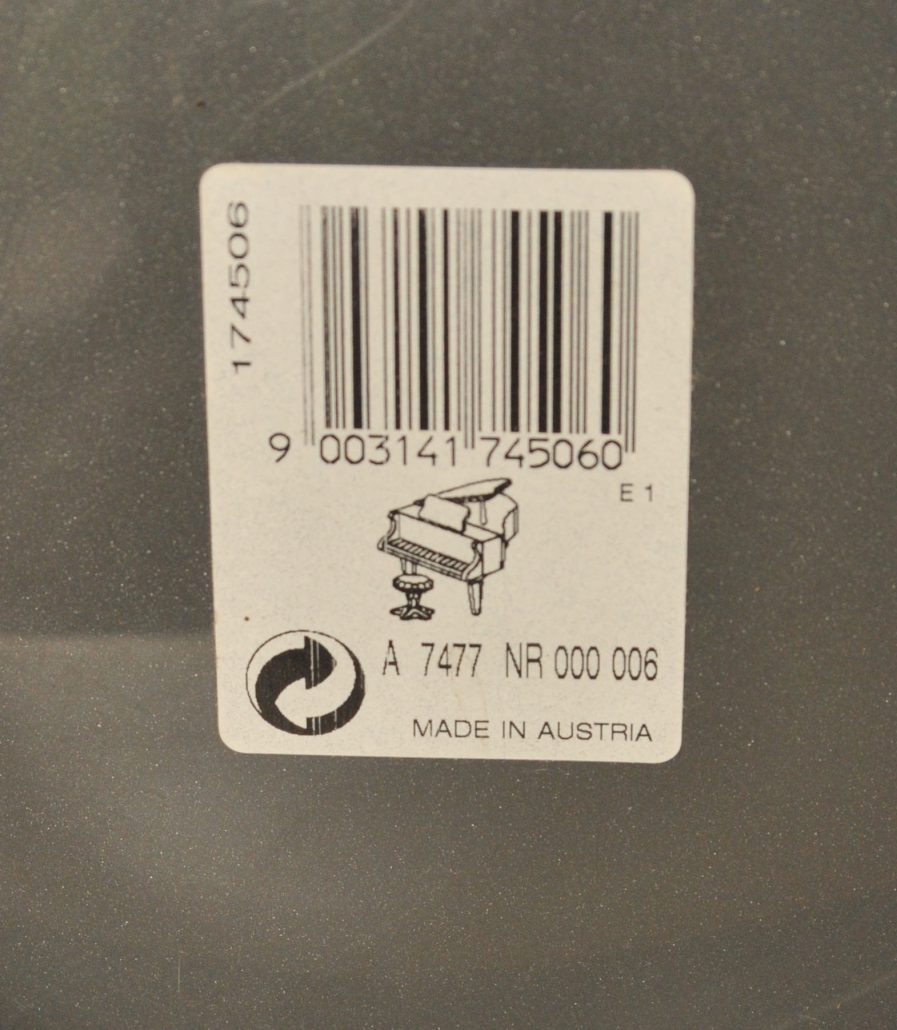 174506
9 003141 745060
E 1
A 7477 NR 000 006
MADE IN AUSTRIA